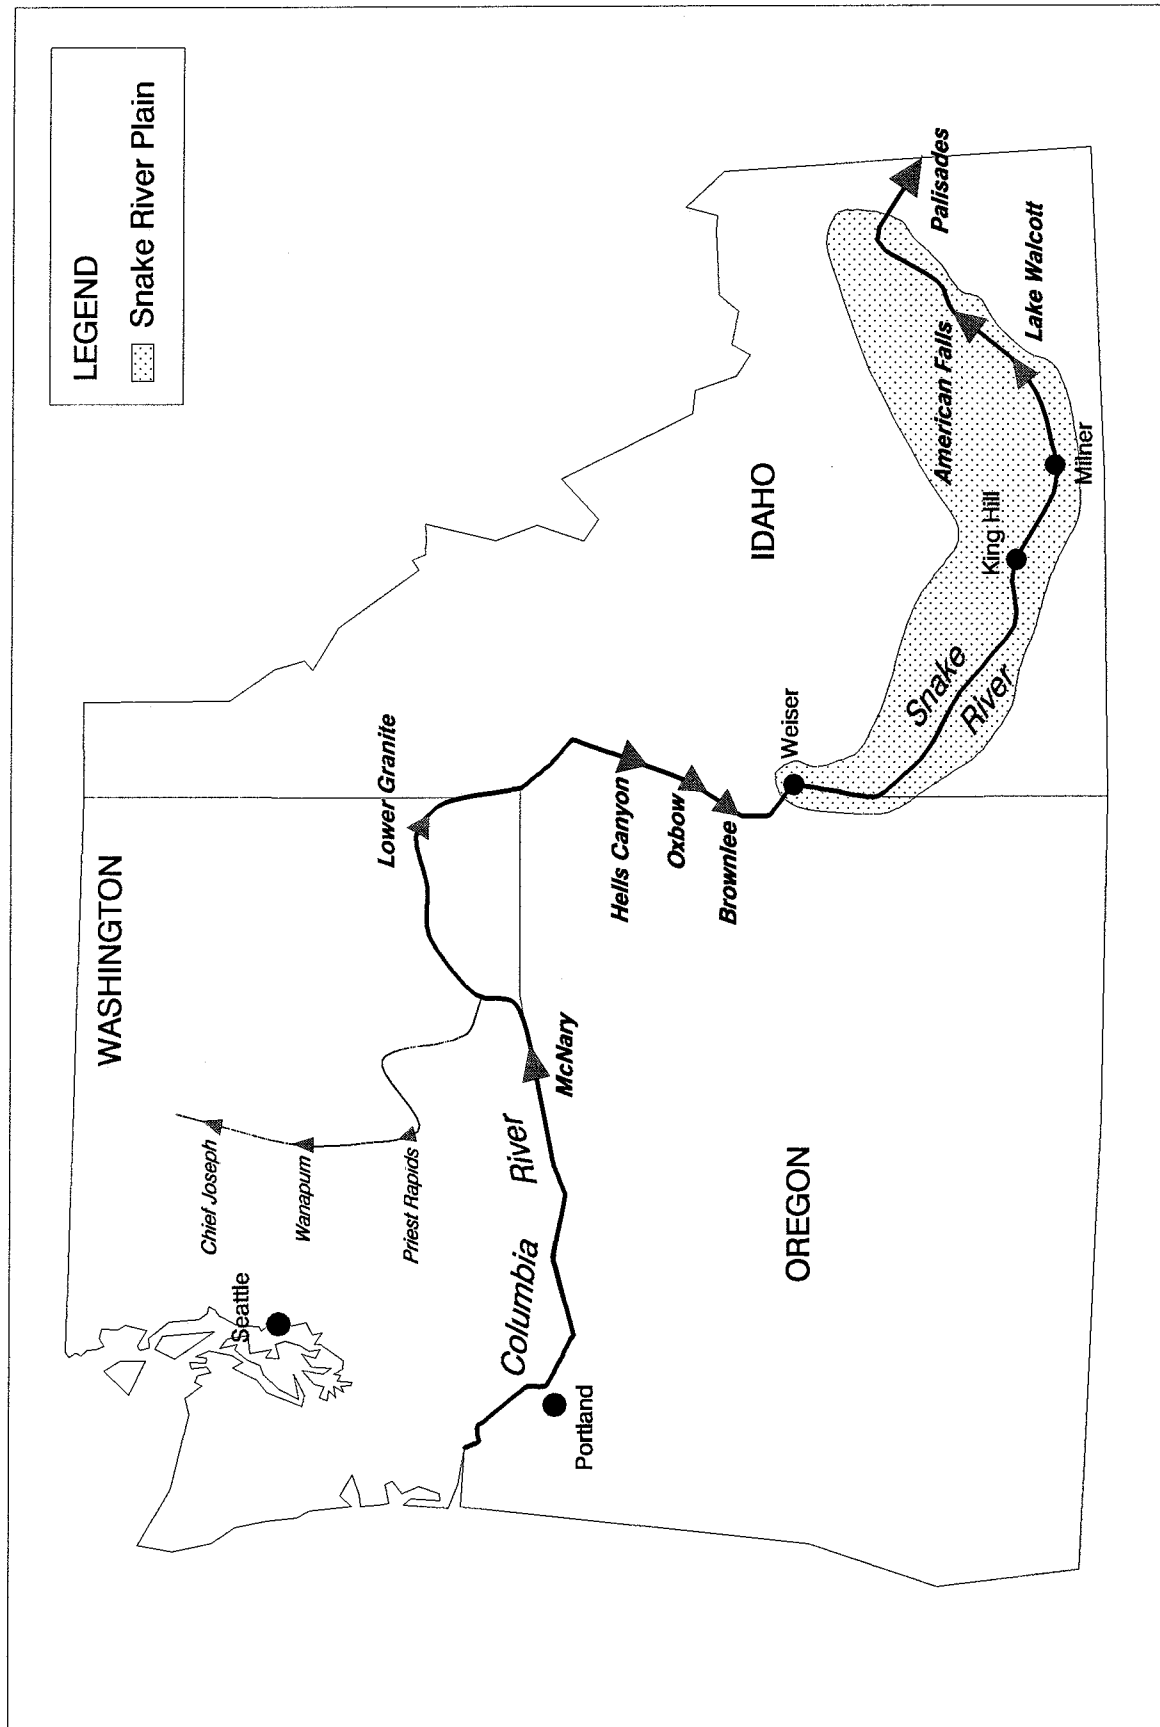 LEGEND
Snake River Plain
WASHINGTON
Chief Joseph
Wanapum
Priest Rapids
Seattle
Lower Granite
Columbia River
McNary
Portland
Hells Canyon
Oxbow
Brownlee
Weiser
IDAHO
OREGON
Snake
River
King Hill
Milner
American Falls
Lake Walcott
Palisades